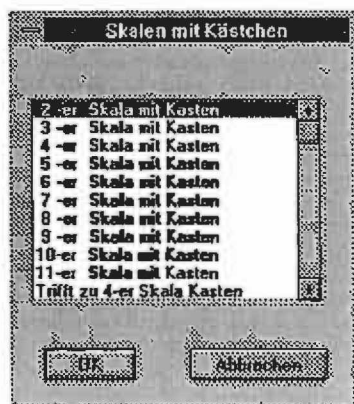 Skalen mit Kästchen
2 -er Skala mit Kasten
3 -er Skala mit Kasten
4 -er Skala mit Kasten
5 -er Skala mit Kasten
6 -er Skala mit Kasten
7 -er Skala mit Kasten
8 -er Skala mit Kasten
9 -er Skala mit Kasten
10-er Skala mit Kasten
11-er Skala mit Kasten
Trifft zu 4-er Skala Kasten
OK
Abbrechen